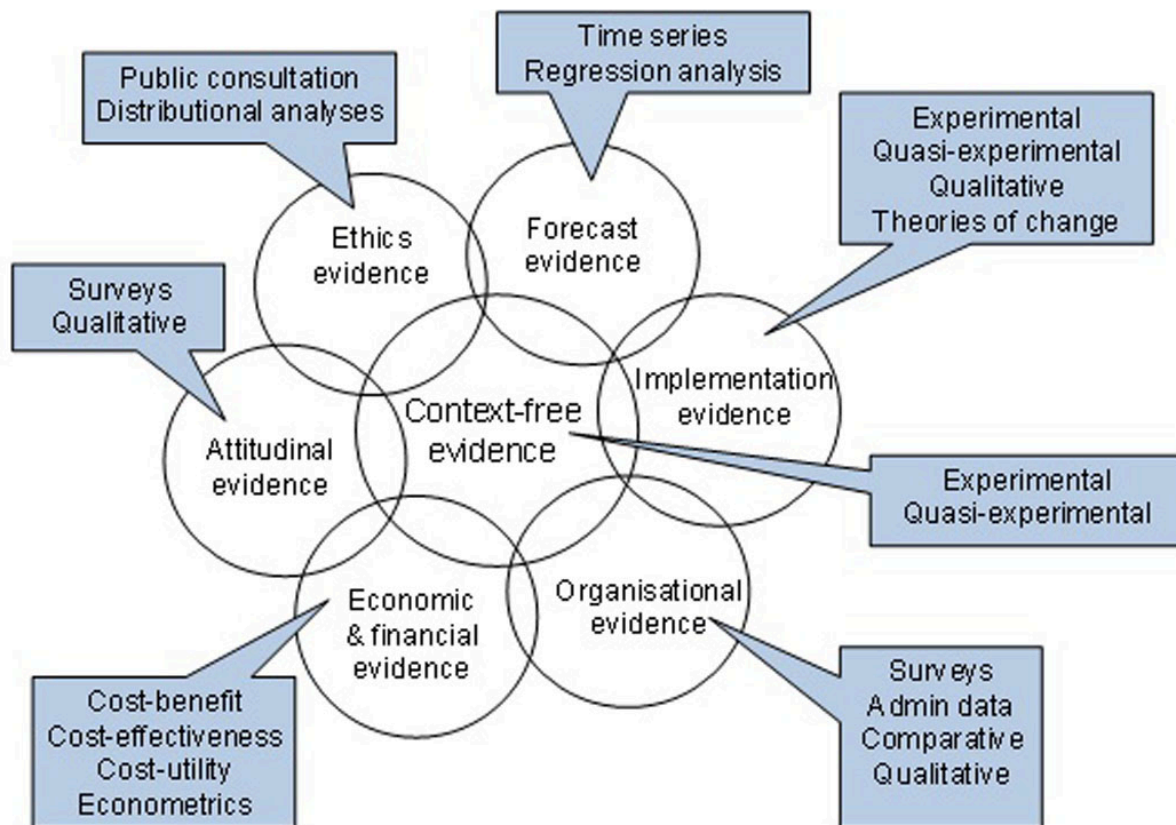 Time series
Regression analysis
Public consultation
Distributional analyses
Experimental
Quasi-experimental
Qualitative
Theories of change
Ethics
evidence
Forecast
evidence
Surveys
Qualitative
Implementation
evidence
Context-free
evidence
Attitudinal
evidence
Experimental
Quasi-experimental
Economic
& financial
evidence
Organisational
evidence
Cost-benefit
Cost-effectiveness
Cost-utility
Econometrics
Surveys
Admin data
Comparative
Qualitative